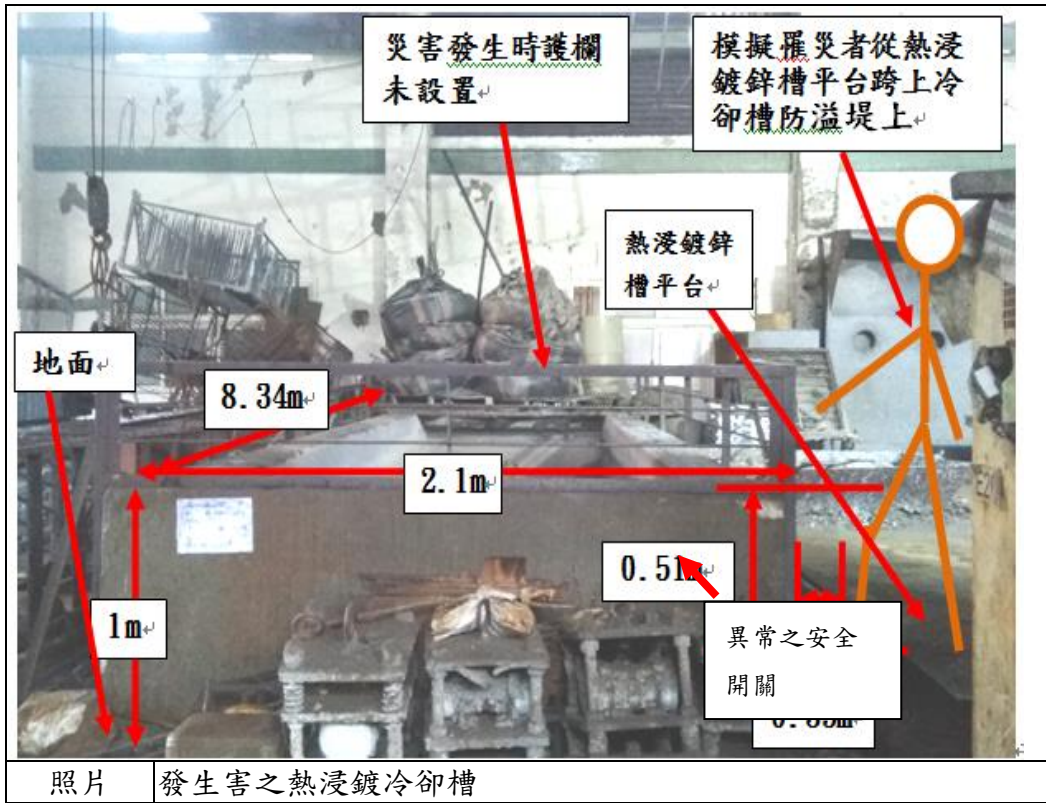 災害發生時護欄
未設置
模擬罹災者從熱浸
鍍鋅槽平台跨上冷
卻槽防溢堤上
熱浸鍍鋅
槽平台
地面
8.34m
2.1m
0.51m
1m
異常之安全
開關
照片
發生害之熱浸鍍冷卻槽